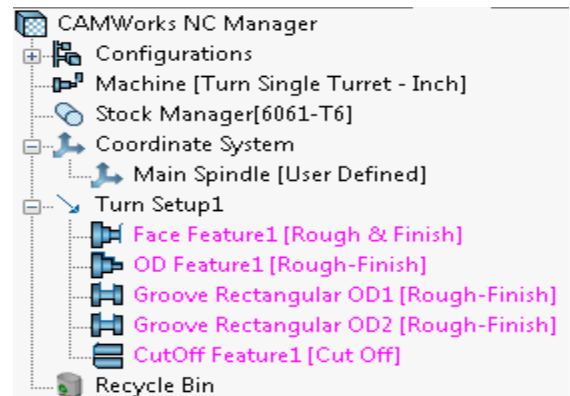 CAMWorks NC Manager
Configurations
Machine [Turn Single Turret - Inch]
Stock Manager[6061-T6]
Coordinate System
Main Spindle [User Defined]
Turn Setup1
Face Feature1 [Rough & Finish]
OD Feature1 [Rough-Finish]
Groove Rectangular OD1 [Rough-Finish]
Groove Rectangular OD2 [Rough-Finish]
CutOff Feature1 [Cut Off]
Recycle Bin